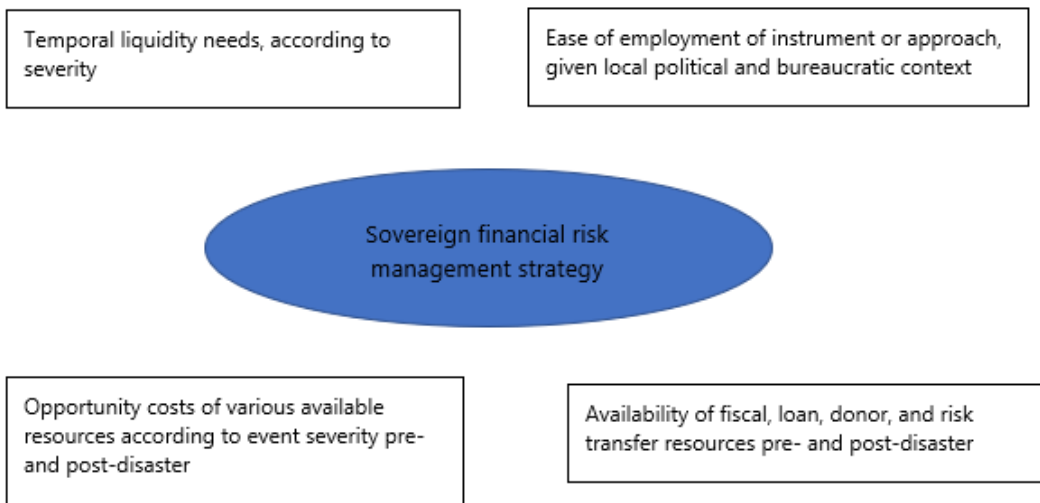 Temporal liquidity needs, according to
severity
Ease of employment of instrument or approach,
given local political and bureaucratic context
Sovereign financial risk
management strategy
Opportunity costs of various available
resources according to event severity pre-
and post-disaster
Availability of fiscal, loan, donor, and risk
transfer resources pre- and post-disaster